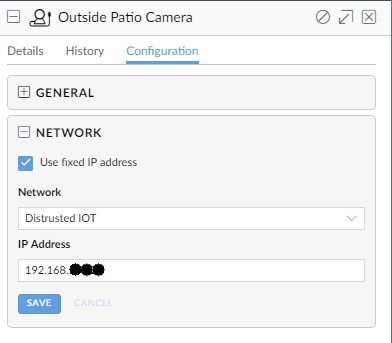 Outside Patio Camera
Details History Configuration
GENERAL
NETWORK
Use fixed IP address
Network
Distrusted IOT
IP Address
192.168.
SAVE CANCEL